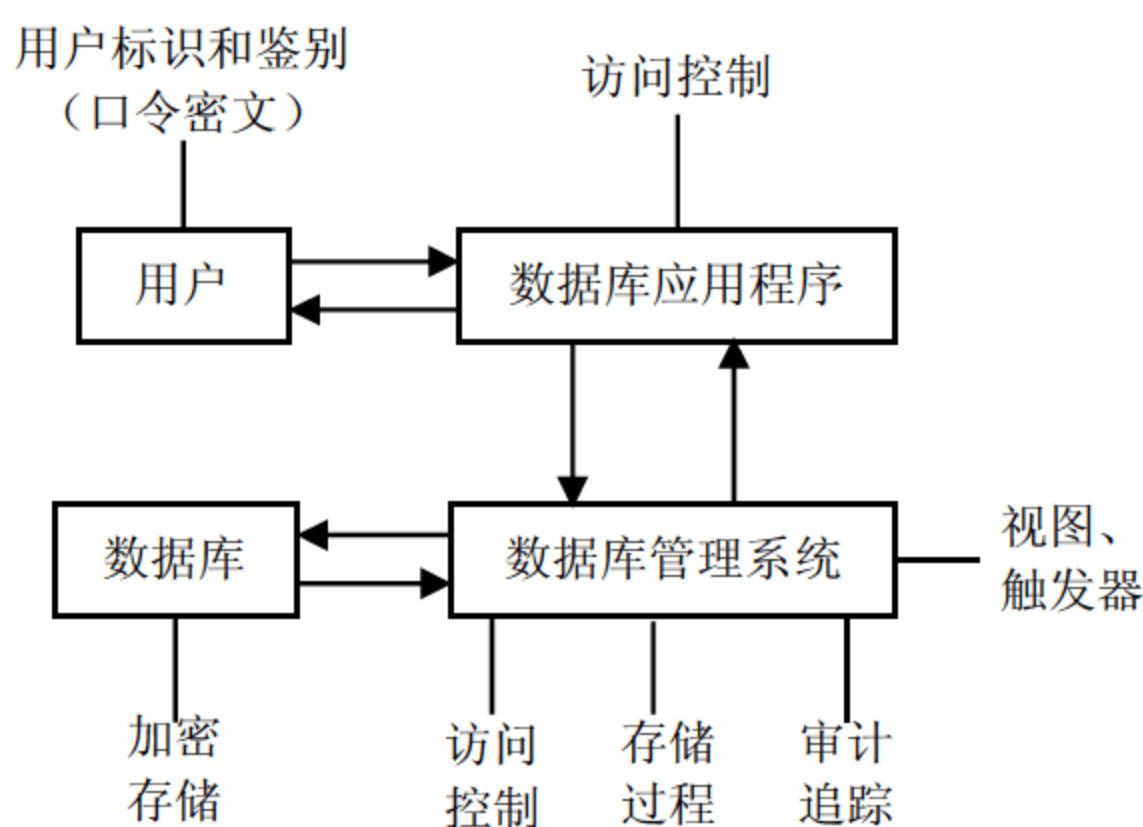 用户标识和鉴别
（口令密文）
访问控制
用户
数据库应用程序
数据库
数据库管理系统
视图、
触发器
加密
存储
访问
控制
存储
过程
审计
追踪